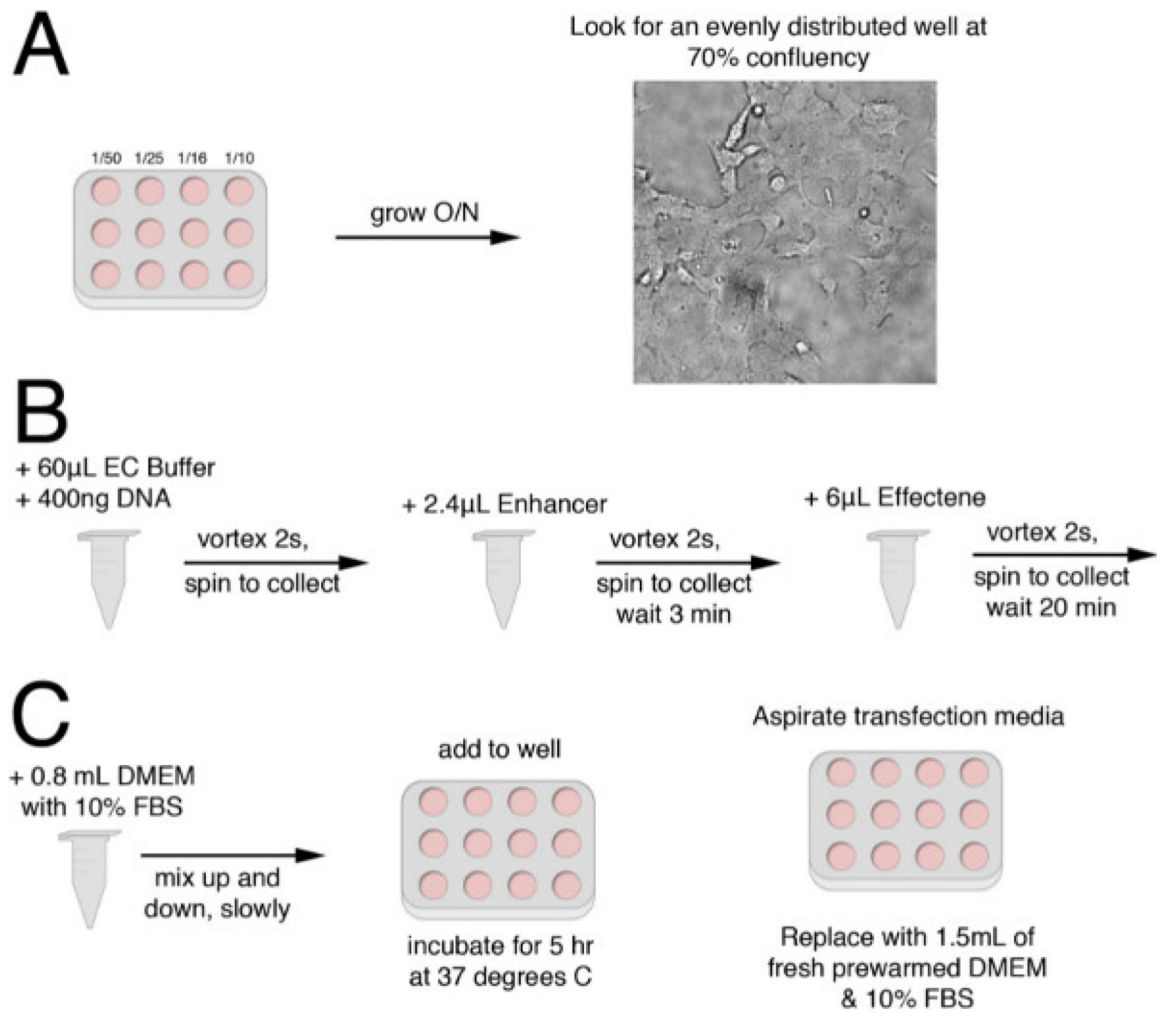 A
Look for an evenly distributed well at
70% confluency
1/50 1/25 1/16 1/10
grow O/N
B
+ 60µL EC Buffer
+ 400ng DNA
vortex 2s,
spin to collect
+ 2.4µL Enhancer
vortex 2s,
spin to collect
wait 3 min
+ 6µL Effectene
vortex 2s,
spin to collect
wait 20 min
C
+ 0.8 mL DMEM
with 10% FBS
mix up and
down, slowly
add to well
incubate for 5 hr
at 37 degrees C
Aspirate transfection media
Replace with 1.5mL of
fresh prewarmed DMEM
& 10% FBS